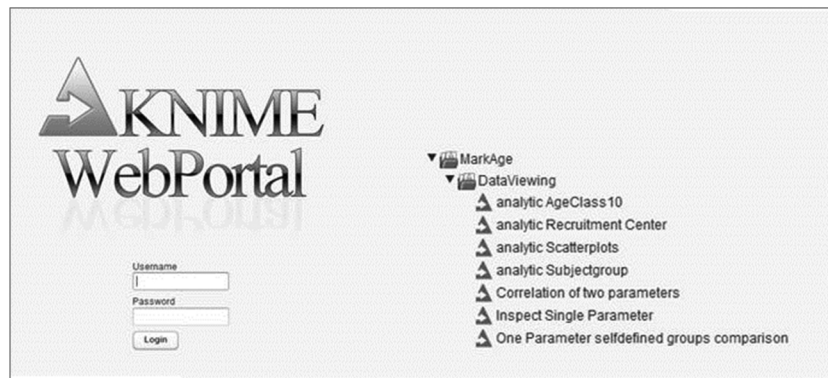 KNIME
WebPortal
Username
Password
Login
MarkAge
DataViewing
analytic AgeClass10
analytic Recruitment Center
analytic Scatterplots
analytic Subjectgroup
Correlation of two parameters
Inspect Single Parameter
One Parameter selfdefined groups comparison